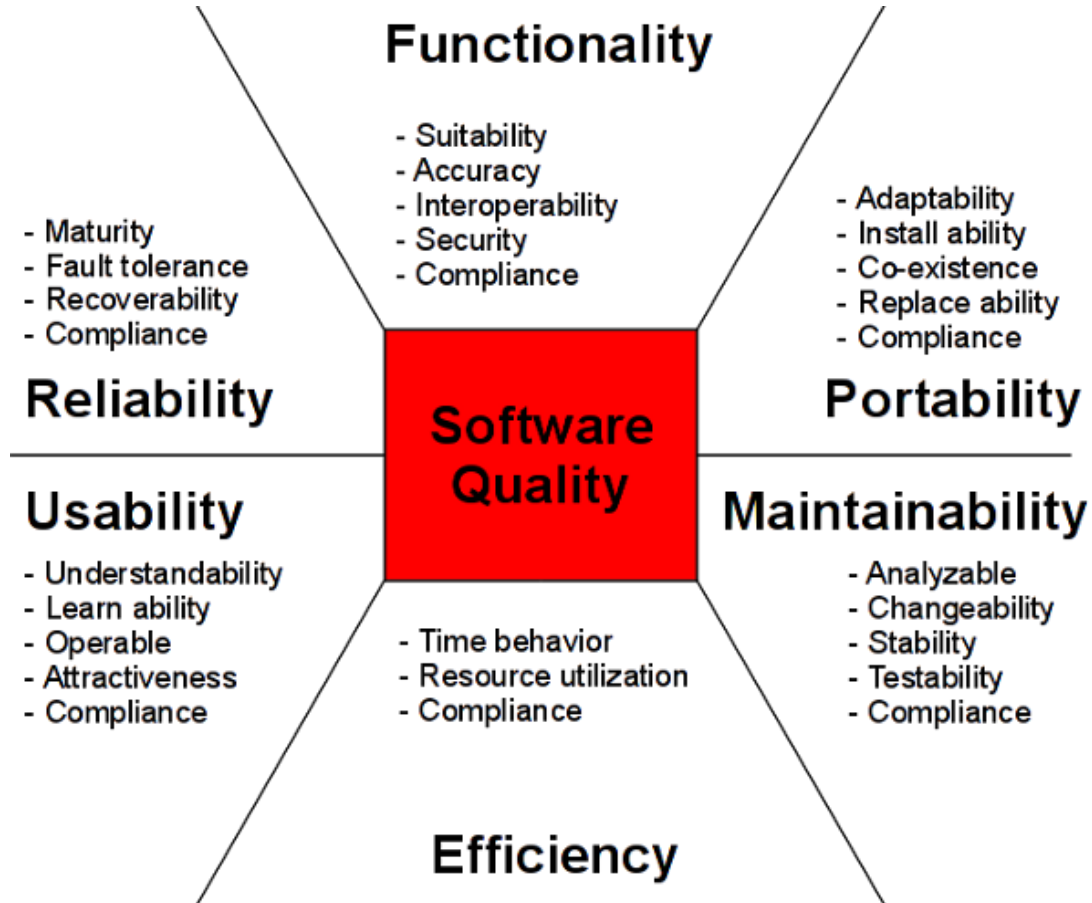 Functionality
- Suitability
- Accuracy
- Interoperability
- Security
- Compliance
- Maturity
- Fault tolerance
- Recoverability
- Compliance
Reliability
- Adaptability
- Install ability
- Co-existence
- Replace ability
- Compliance
Portability
Software
Quality
Usability
- Understandability
- Learn ability
- Operable
- Attractiveness
- Compliance
Maintainability
- Analyzable
- Changeability
- Stability
- Testability
- Compliance
- Time behavior
- Resource utilization
- Compliance
Efficiency